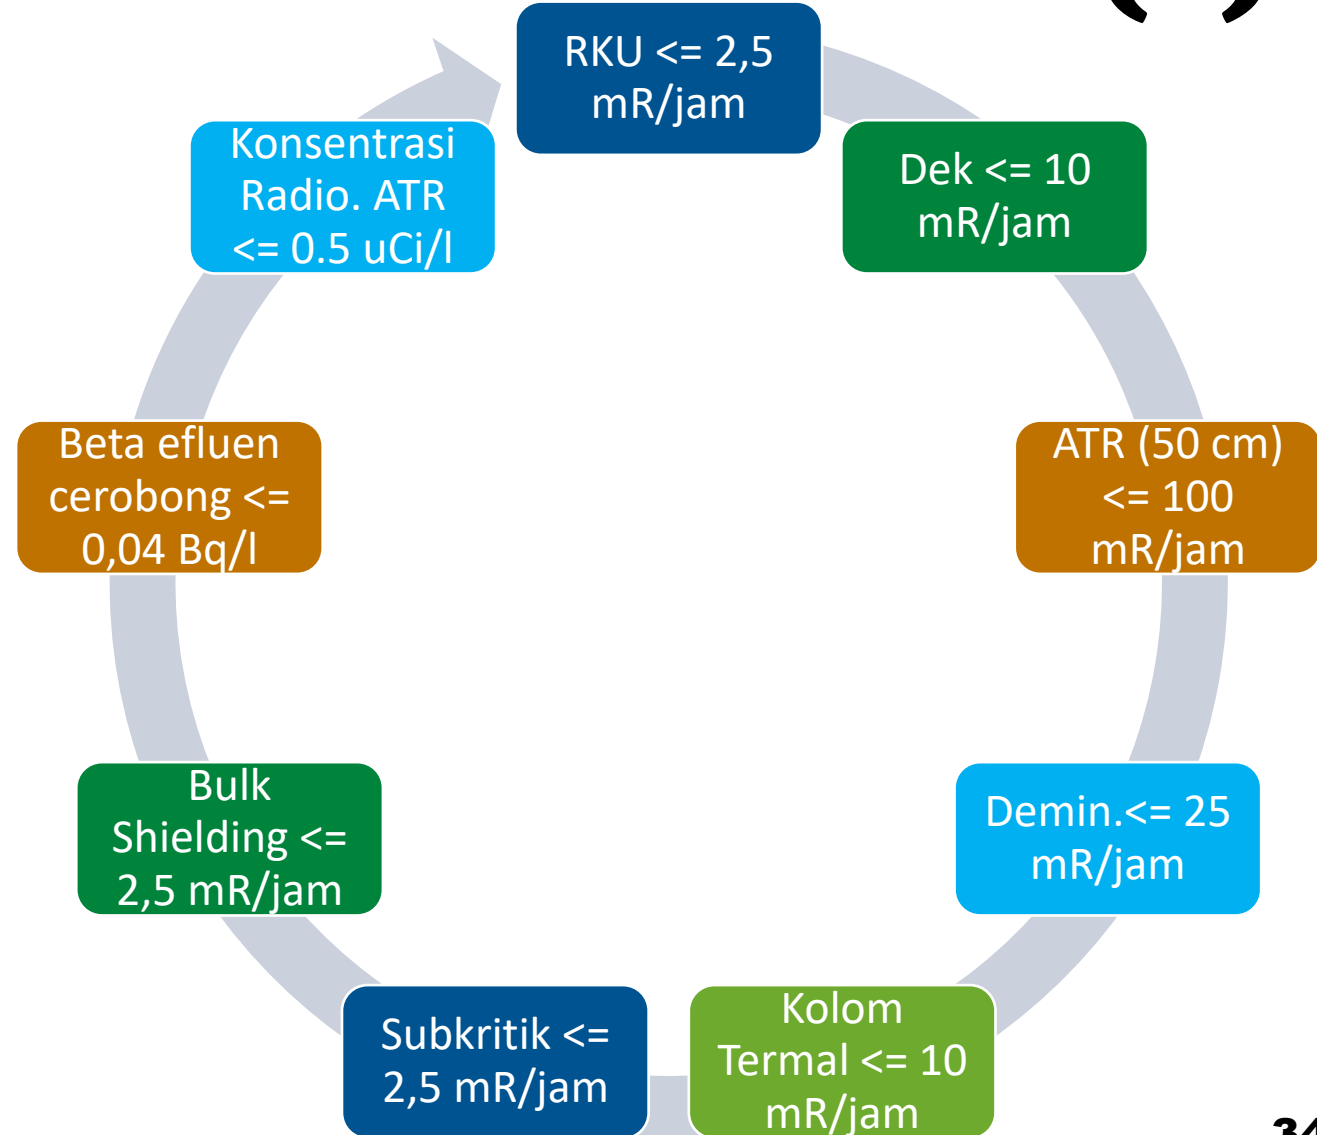 RKU <= 2,5
mR/jam
Dek <= 10
mR/jam
ATR (50 cm)
<= 100
mR/jam
Demin.<= 25
mR/jam
Kolom
Termal <= 10
mR/jam
Subkritik <=
2,5 mR/jam
Bulk
Shielding <=
2,5 mR/jam
Beta efluen
cerobong <=
0,04 Bq/l
Konsentrasi
Radio. ATR
<= 0.5 uCi/l
34